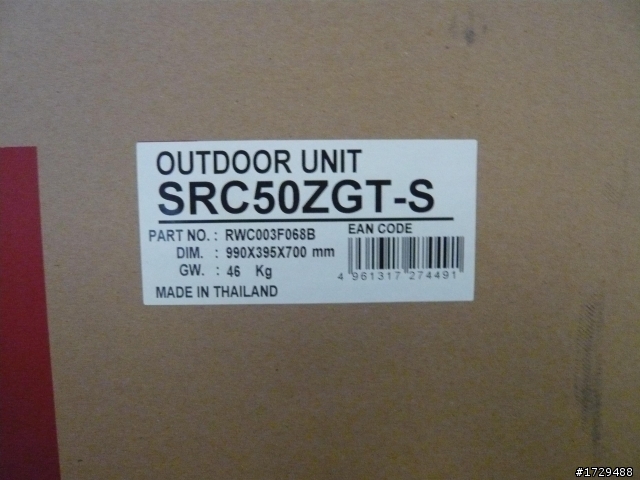 OUTDOOR UNIT
SRC50ZGT-S
PART NO. : RWC003F068B
DIM. : 990X395X700 mm
GW. : 46 Kg
MADE IN THAILAND
EAN CODE
4 961317 274491
#1729488